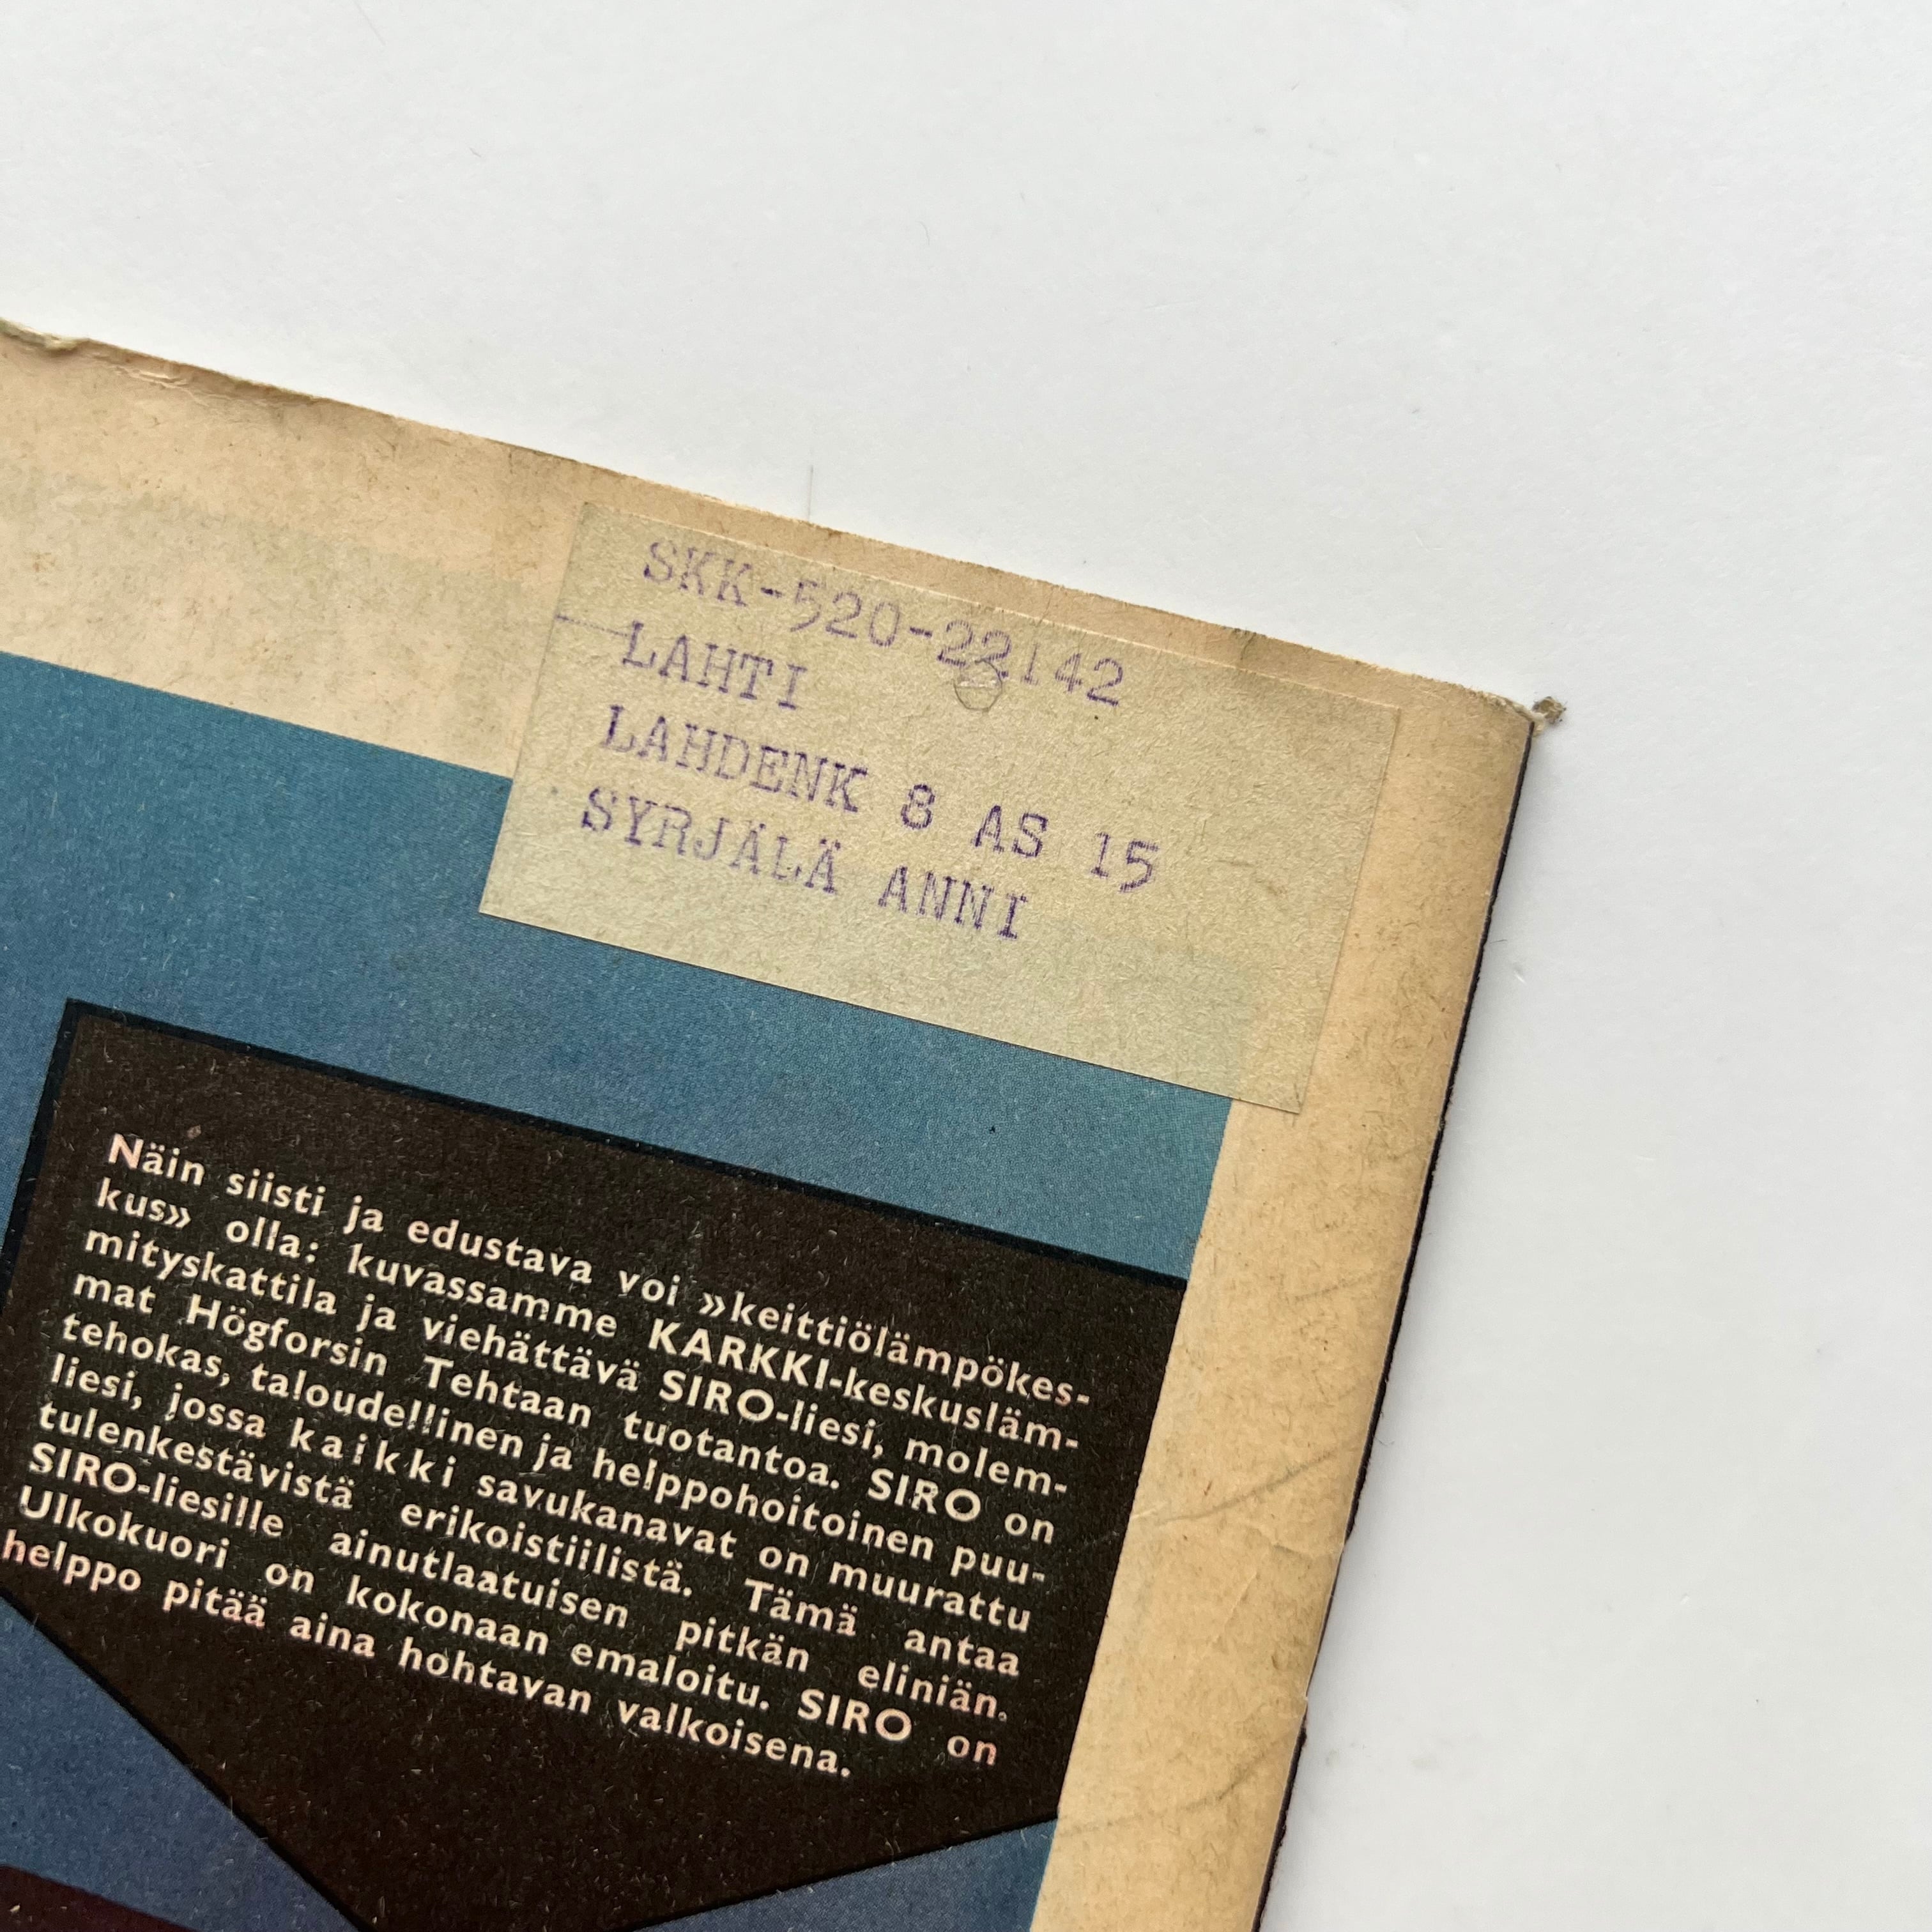 SKK-520-22142
LAHTI
LAHDENK 8 AS 15
SYRJÄLÄ ANNI
Näin siisti ja edustava voi »keittiölämpökes-
kus» olla: kuvassamme KARKKI-keskusläm-
mityskattila ja viehättävä SIRO-liesi, molem-
mat Högforsin Tehtaan tuotantoa. SIRO on
tehokas, taloudellinen ja helppohoitoinen puu-
liesi, jossa kaikki savukanavat on muurattu
tulenkestävistä erikoistiilistä. Tämä antaa
SIRO-liesille ainutlaatuisen pitkän eliniän.
Ulkokuori on kokonaan emaloitu. SIRO on
helppo pitää aina hohtavan valkoisena.